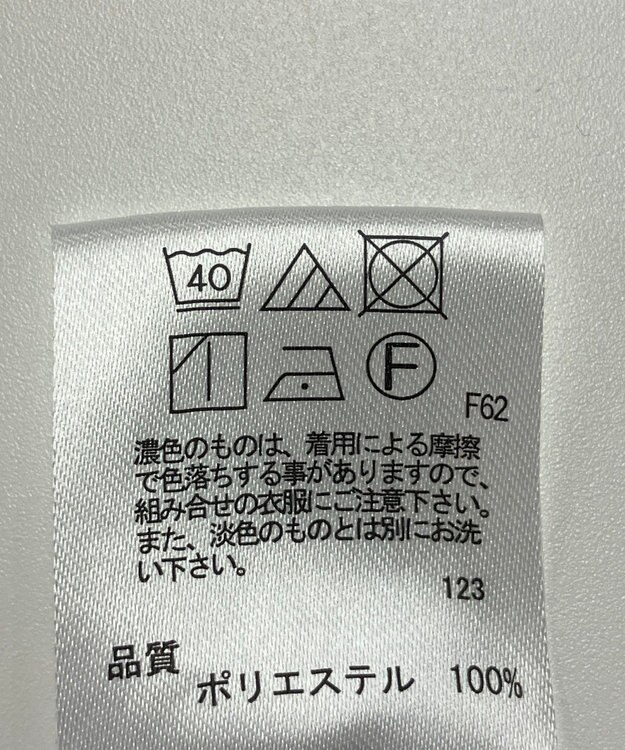 40
F
F62
濃色のものは、着用による摩擦
で色落ちする事がありますので、
組み合せの衣服にご注意下さい。
また、淡色のものとは別にお洗
い下さい。
123
品質
ポリエステル 100%